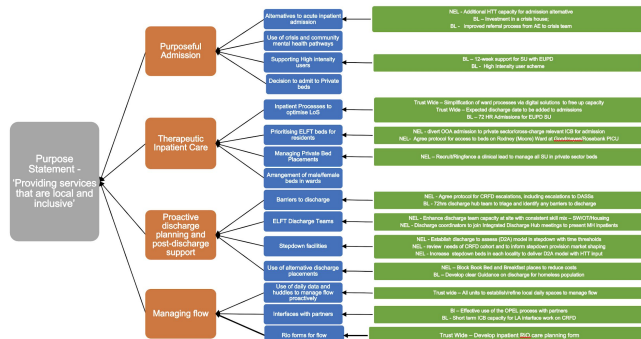 Purpose Statement -
'Providing services
that are local and
inclusive'
Purposeful
Admission
Alternatives to acute inpatient
admission
NEL - Additional HTT capacity for admission alternative
BL – Investment in a crisis house;
BL - Improved referral process from AE to crisis team
Use of crisis and community
mental health pathways
Supporting High intensity
users
BL – 12-week support for SU with EUPD
BL - High intensity user scheme
Decision to admit to Private
beds
Therapeutic
Inpatient Care
Inpatient Processes to
optimise LoS
Trust Wide – Simplification of ward processes via digital solutions to free up capacity
Trust Wide – Expected discharge date to be added to admissions
BL – 72 HR Admissions for EUPD SU
Prioritising ELFT beds for
residents
NEL - divert OOA admission to private sector/cross-charge relevant ICB for admission
NEL- Agree protocol for access to beds on Rodney (Moore) Ward at /Rosebank PICU
Managing Private Bed
Placements
NEL – Recruit/Ringfence a clinical lead to manage all SU in private sector beds
Arrangement of male/female
beds in wards
Proactive
discharge
planning and
post-discharge
support
Barriers to discharge
NEL - Agree protocol for CRFD escalations, including escalations to DASSs
BL - 72hrs discharge hub team to triage and identify any barriers to discharge
ELFT Discharge Teams
NEL - Enhance discharge team capacity at site with consistent skill mix – SW/OT/Housing
NEL - Discharge coordinators to join Integrated Discharge Hub meetings to present MH inpatients
Stepdown facilities
NEL - Establish discharge to assess (D2A) model in stepdown with time thresholds
NEL - review needs of CRFD cohort and to inform stepdown provision market shaping
NEL - Increase stepdown beds in each locality to deliver D2A model with HTT input
Use of alternative discharge
placements
NEL – Block Book Bed and Breakfast places to reduce costs
BL – Develop clear Guidance on discharge for homeless population
Managing flow
Use of daily data and
huddles to manage flow
proactively
Trust wide – All units to establish/refine local daily spaces to manage flow
Interfaces with partners
Bl – Effective use of the OPEL process with partners
BL - Short term ICB capacity for LA interface work on CRFD
Rio forms for flow
Trust Wide – Develop inpatient RiO care planning form